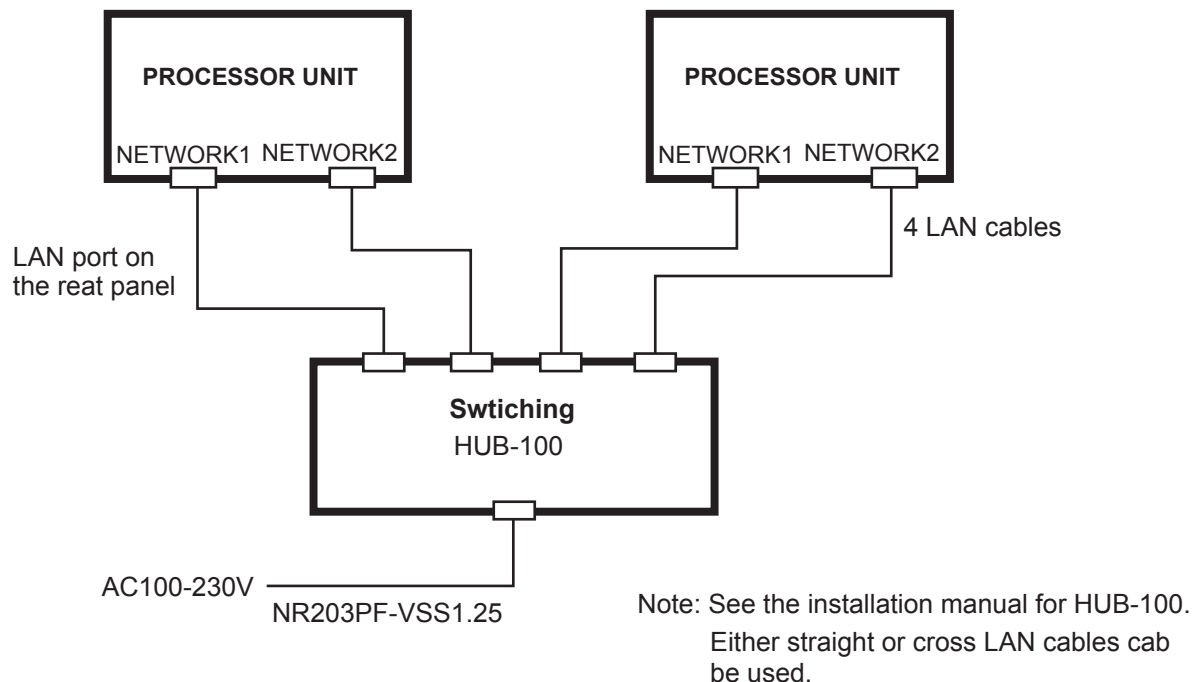 PROCESSOR UNIT
NETWORK1 NETWORK2
PROCESSOR UNIT
NETWORK1 NETWORK2
LAN port on
the reat panel
4 LAN cables
Swtiching
HUB-100
AC100-230V
NR203PF-VSS1.25
Note: See the installation manual for HUB-100.
Either straight or cross LAN cables cab
be used.